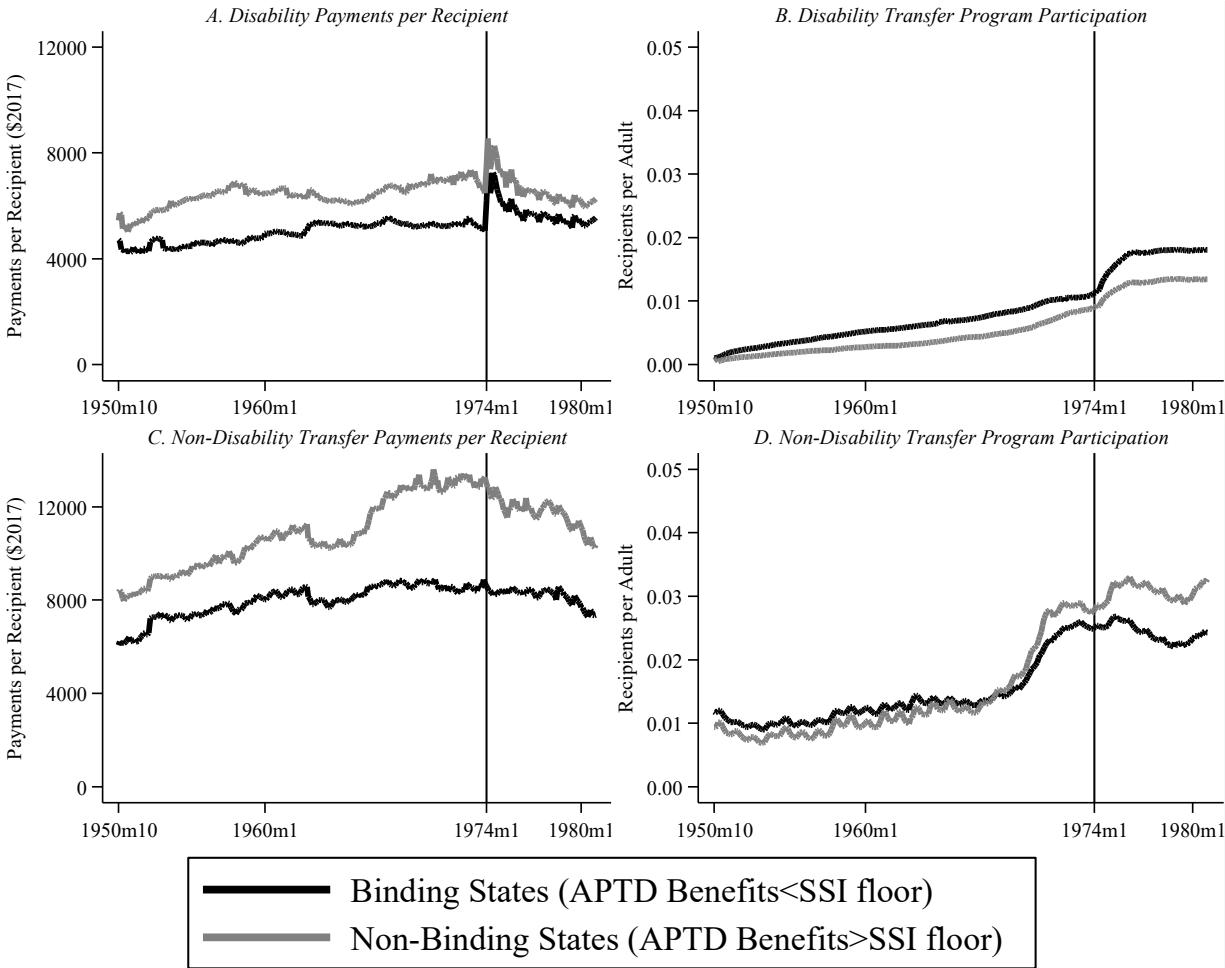 A. Disability Payments per Recipient
Payments per Recipient ($2017)
12000
8000
4000
0
1950m10 1960m1 1974m1 1980m1
B. Disability Transfer Program Participation
Recipients per Adult
0.05
0.04
0.03
0.02
0.01
0.00
1950m10 1960m1 1974m1 1980m1
C. Non-Disability Transfer Payments per Recipient
Payments per Recipient ($2017)
12000
8000
4000
0
1950m10 1960m1 1974m1 1980m1
D. Non-Disability Transfer Program Participation
Recipients per Adult
0.05
0.04
0.03
0.02
0.01
0.00
1950m10 1960m1 1974m1 1980m1
Binding States (APTD Benefits<SSI floor)
Non-Binding States (APTD Benefits>SSI floor)